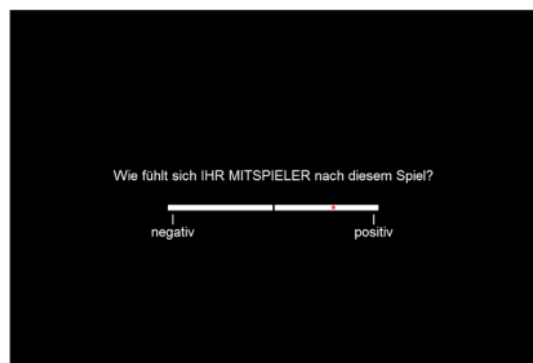 Wie fühlt sich IHR MITSPIELER nach diesem Spiel?
negativ positiv